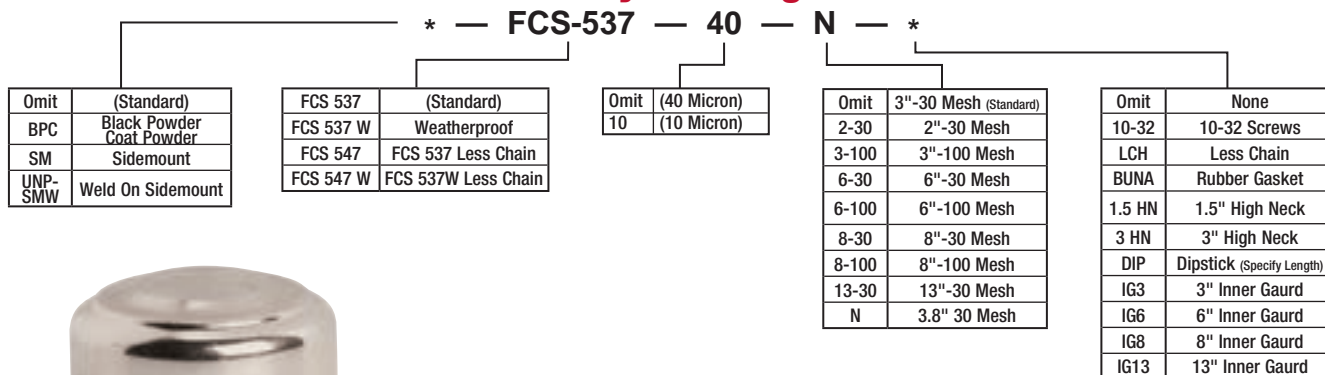 * — FCS-537 — 40 — N — *
Omit (Standard)
BPC Black Powder Coat Powder
SM Sidemount
UNP-SMW Weld On Sidemount
FCS 537 (Standard)
FCS 537 W Weatherproof
FCS 547 FCS 537 Less Chain
FCS 547 W FCS 537W Less Chain
Omit (40 Micron)
10 (10 Micron)
Omit 3"-30 Mesh (Standard)
2-30 2"-30 Mesh
3-100 3"-100 Mesh
6-30 6"-30 Mesh
6-100 6"-100 Mesh
8-30 8"-30 Mesh
8-100 8"-100 Mesh
13-30 13"-30 Mesh
N 3.8" 30 Mesh
Omit None
10-32 10-32 Screws
LCH Less Chain
BUNA Rubber Gasket
1.5 HN 1.5" High Neck
3 HN 3" High Neck
DIP Dipstick (Specify Length)
IG3 3" Inner Gaurd
IG6 6" Inner Gaurd
IG8 8" Inner Gaurd
IG13 13" Inner Gaurd